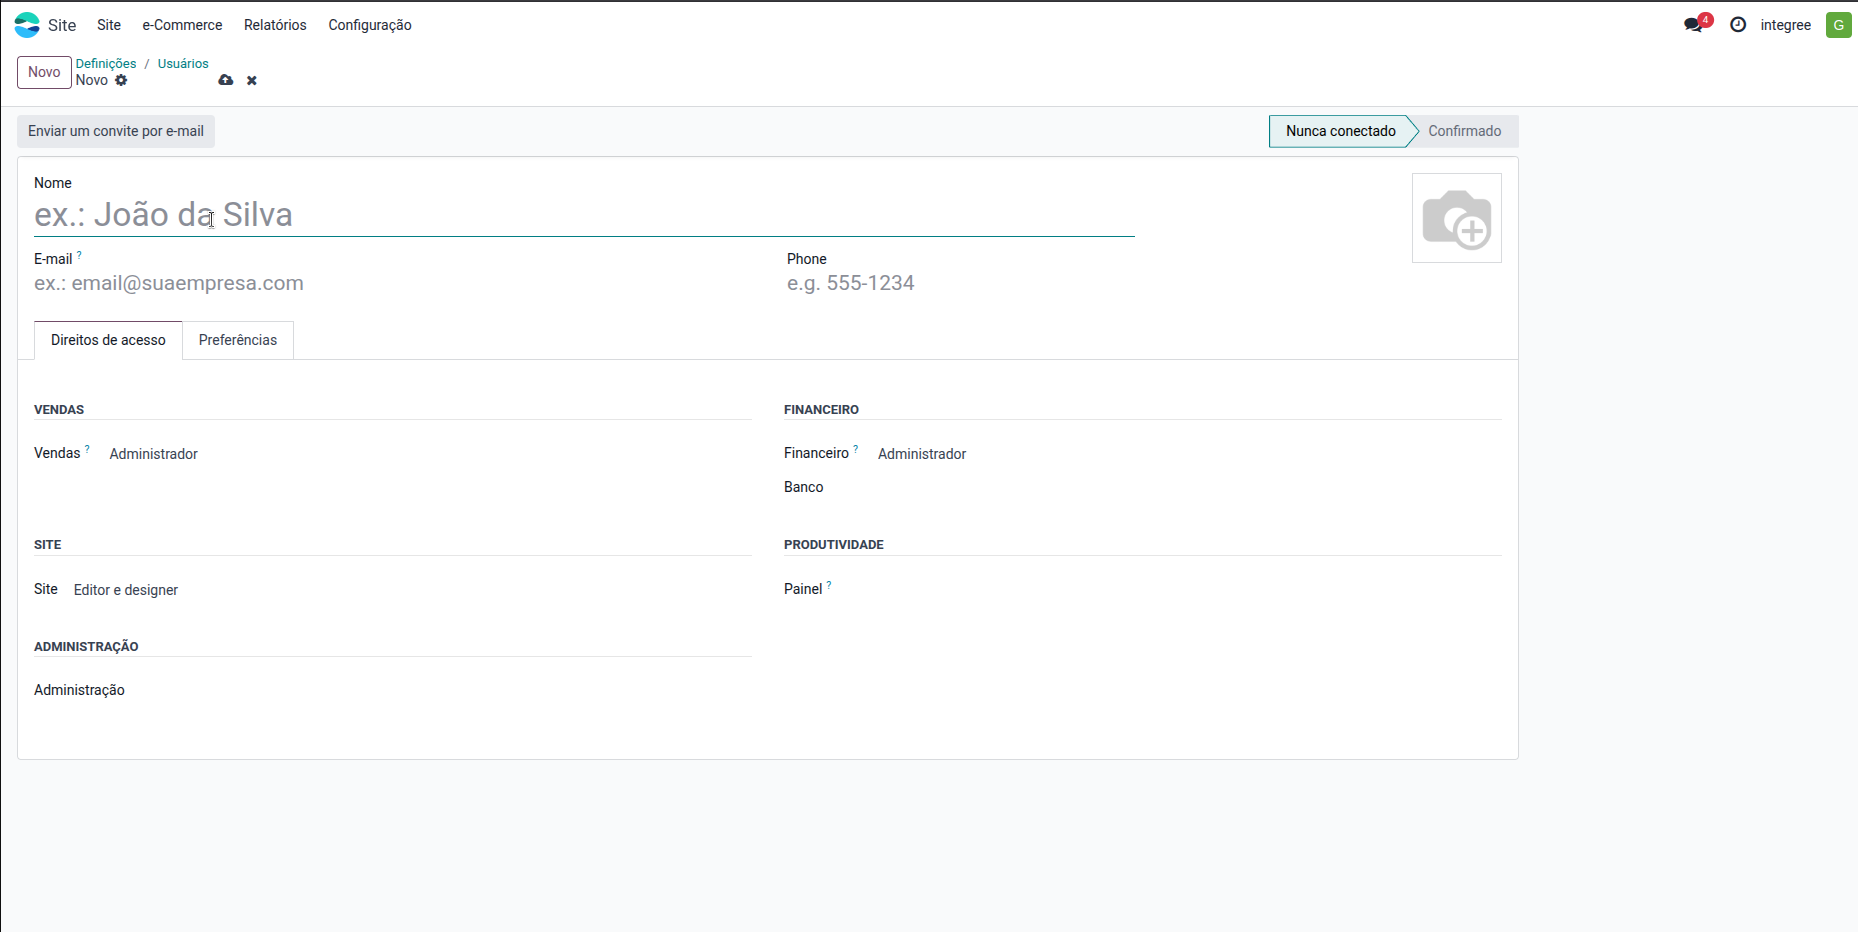 Site Site e-Commerce Relatórios Configuração 4 integree G
Novo Definições / Usuários
Novo
Enviar um convite por e-mail Nunca conectado Confirmado
Nome
ex.: João da Silva
E-mail ? Phone
ex.: email@suaempresa.com e.g. 555-1234
Direitos de acesso Preferências
VENDAS FINANCEIRO
Vendas ? Administrador Financeiro ? Administrador
Banco
SITE PRODUTIVIDADE
Site Editor e designer Painel ?
ADMINISTRAÇÃO
Administração